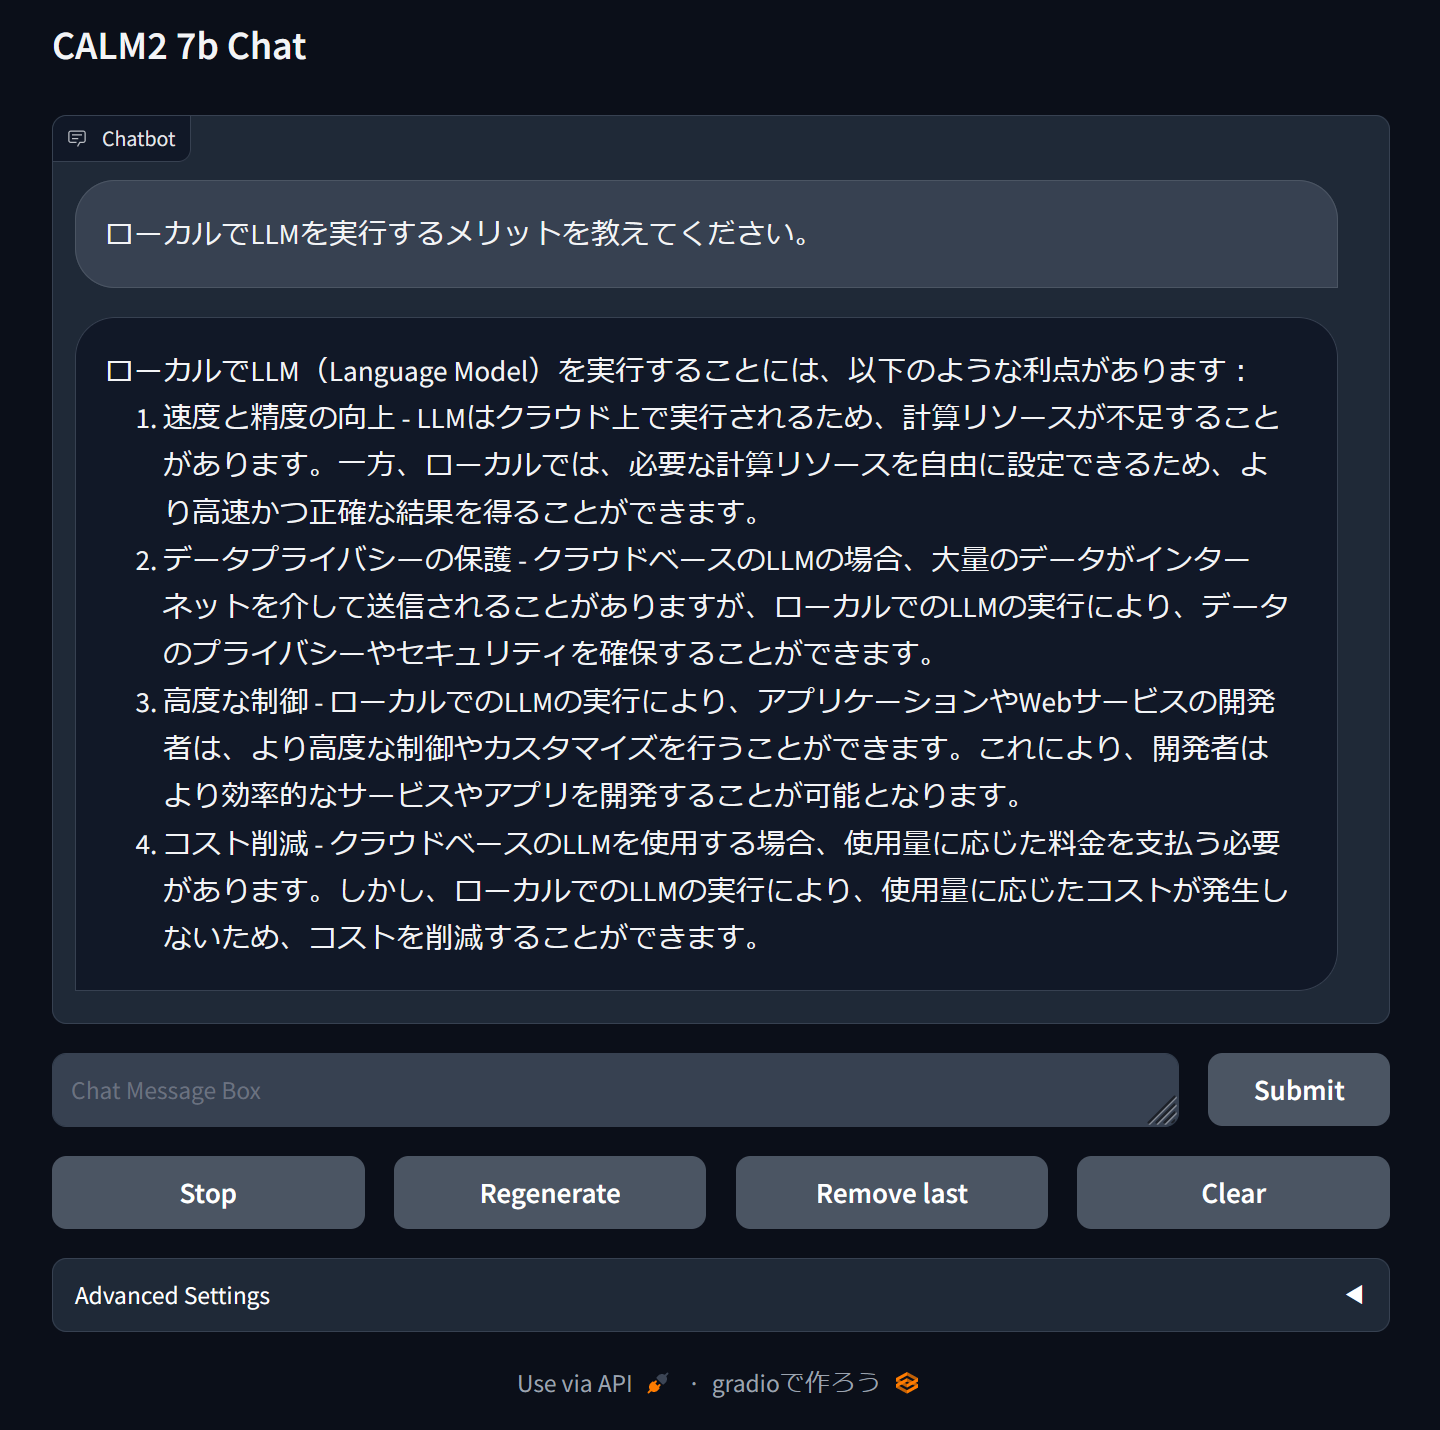 CALM2 7b Chat
Chatbot
ローカルでLLMを実行するメリットを教えてください。
ローカルでLLM（Language Model）を実行することには、以下のような利点があります：
1. 速度と精度の向上 - LLMはクラウド上で実行されるため、計算リソースが不足すること
があります。一方、ローカルでは、必要な計算リソースを自由に設定できるため、よ
り高速かつ正確な結果を得ることができます。
2. データプライバシーの保護 - クラウドベースのLLMの場合、大量のデータがインター
ネットを介して送信されることがありますが、ローカルでのLLMの実行により、データ
のプライバシーやセキュリティを確保することができます。
3. 高度な制御 - ローカルでのLLMの実行により、アプリケーションやWebサービスの開発
者は、より高度な制御やカスタマイズを行うことができます。これにより、開発者は
より効率的なサービスやアプリを開発することが可能となります。
4. コスト削減 - クラウドベースのLLMを使用する場合、使用量に応じた料金を支払う必要
があります。しかし、ローカルでのLLMの実行により、使用量に応じたコストが発生し
ないため、コストを削減することができます。
Chat Message Box
Submit
Stop
Regenerate
Remove last
Clear
Advanced Settings
Use via API · gradioで作ろう